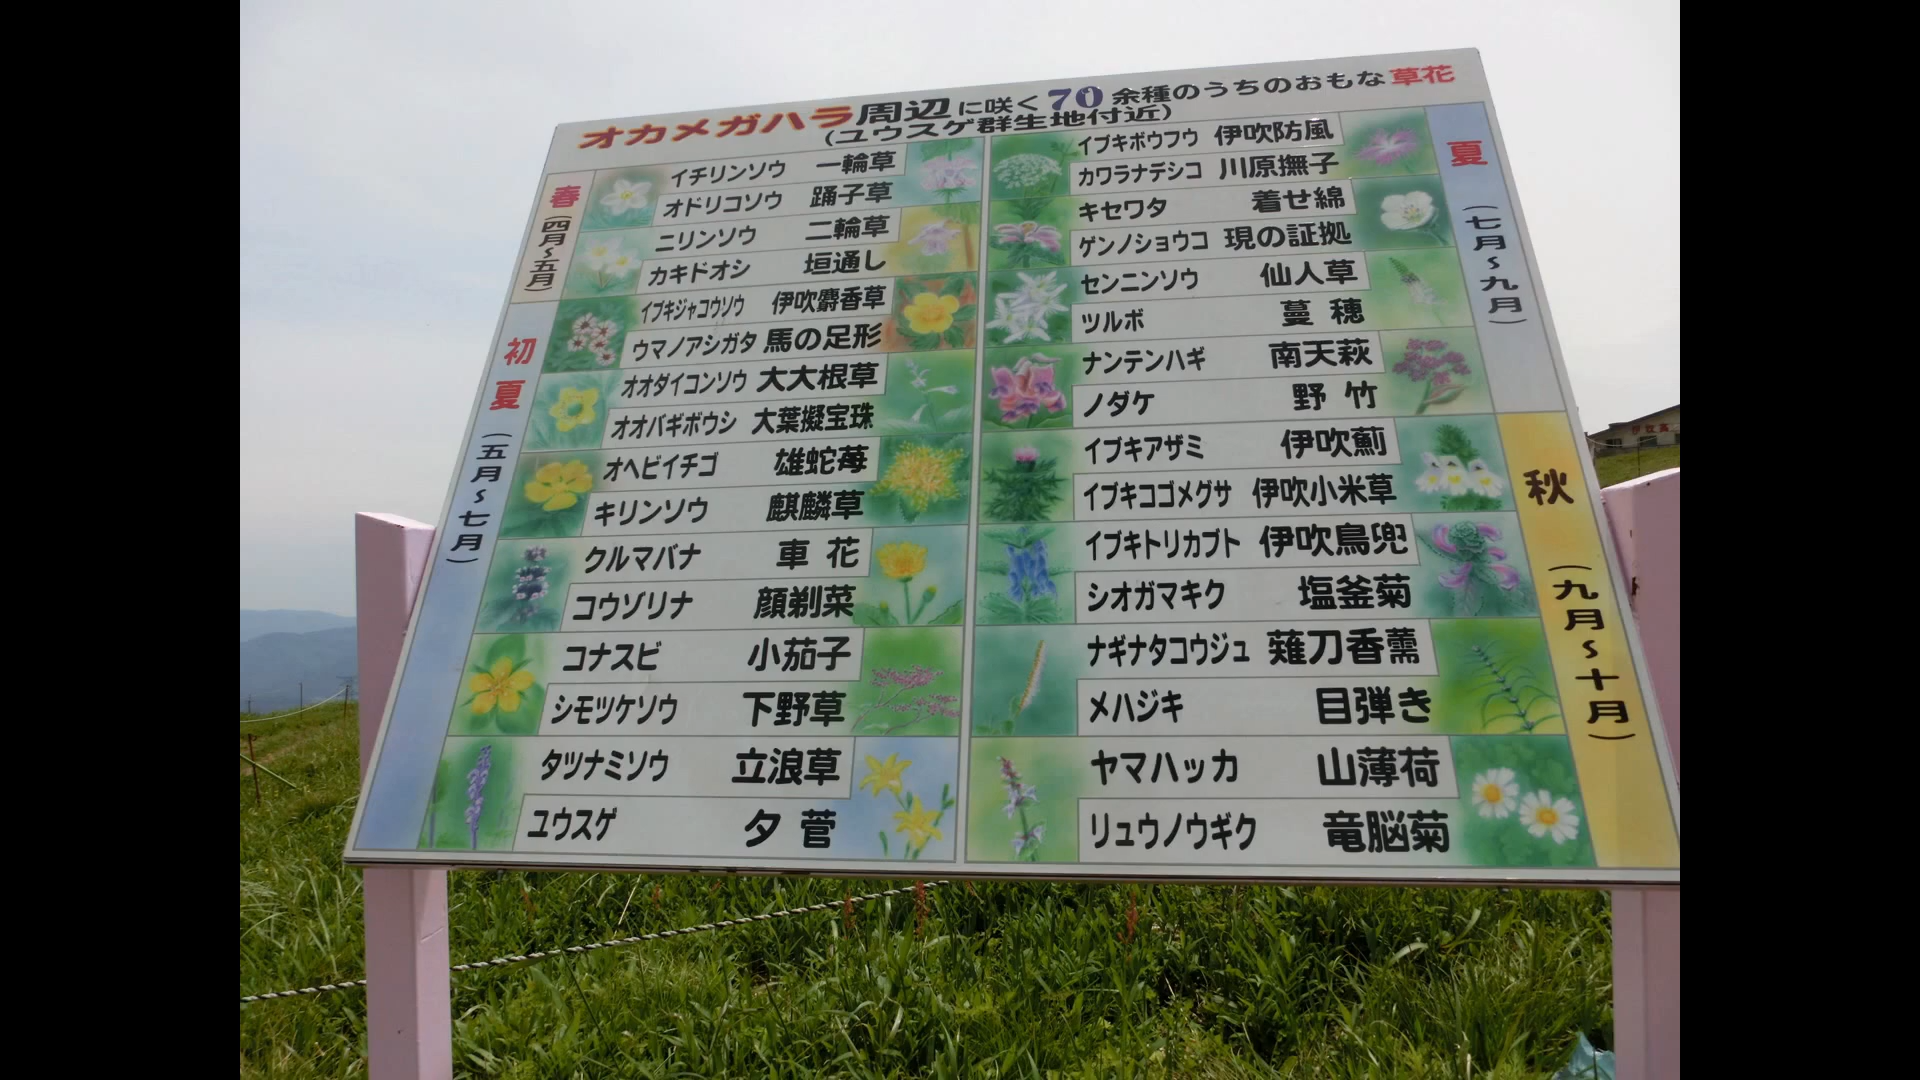 オカメガハラ周辺に咲く70余種のうちのおもな草花
(ユウスゲ群生地付近)
春(四月～五月)
イチリンソウ 一輪草
オドリコソウ 踊子草
ニリンソウ 二輪草
カキドオシ 垣通し
初夏(五月～七月)
イブキジャコウソウ 伊吹麝香草
ウマノアシガタ 馬の足形
オオダイコンソウ 大大根草
オオバギボウシ 大葉擬宝珠
オヘビイチゴ 雄蛇苺
キリンソウ 麒麟草
クルマバナ 車花
コウゾリナ 顔剃菜
コナスビ 小茄子
シモツケソウ 下野草
タツナミソウ 立浪草
ユウスゲ 夕菅
夏(七月～九月)
イブキボウフウ 伊吹防風
カワラナデシコ 川原撫子
キセワタ 着せ綿
ゲンノショウコ 現の証拠
センニンソウ 仙人草
ツルボ 蔓穂
ナンテンハギ 南天萩
ノダケ 野竹
秋(九月～十月)
イブキアザミ 伊吹薊
イブキコゴメグサ 伊吹小米草
イブキトリカブト 伊吹鳥兜
シオガマキク 塩釜菊
ナギナタコウジュ 薙刀香薷
メハジキ 目弾き
ヤマハッカ 山薄荷
リュウノウギク 竜脳菊